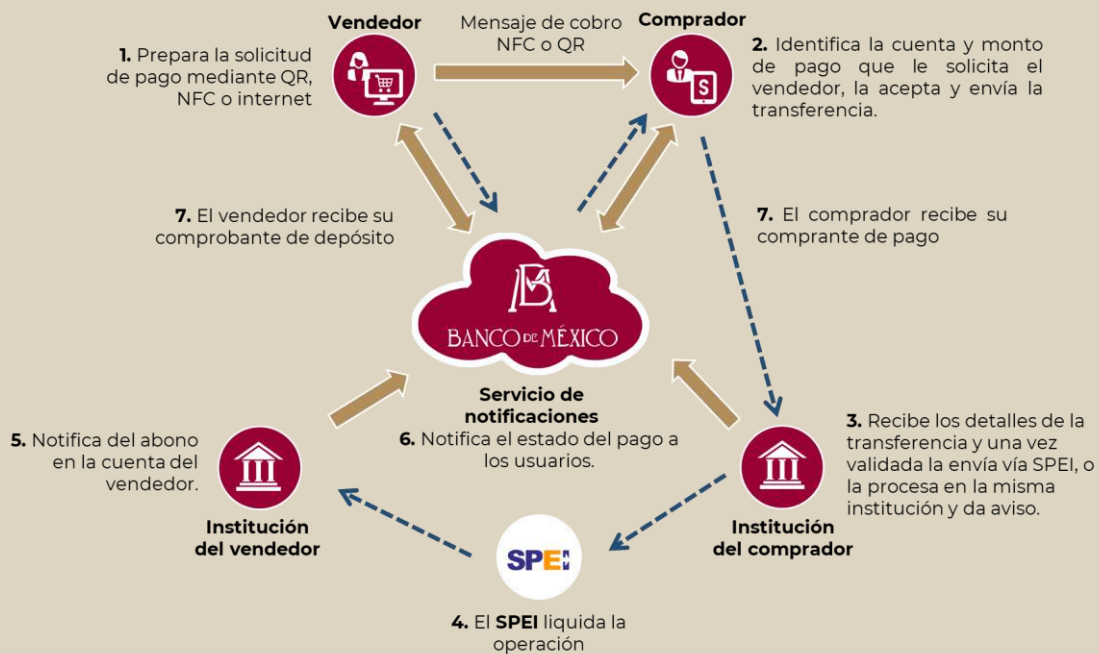 Vendedor
Mensaje de cobro
NFC o QR
Comprador
1. Prepara la solicitud
de pago mediante QR,
NFC o internet
2. Identifica la cuenta y monto
de pago que le solicita el
vendedor, la acepta y envía la
transferencia.
S
7. El vendedor recibe su
comprobante de depósito
7. El comprador recibe su
comprante de pago
BM
BANCO DE MÉXICO
Servicio de
notificaciones
6. Notifica el estado del pago a
los usuarios.
5. Notifica del abono
en la cuenta del
vendedor.
Institución
del vendedor
3. Recibe los detalles de la
transferencia y una vez
validada la envía vía SPEI, o
la procesa en la misma
institución y da aviso.
Institución
del comprador
SPEI
4. El SPEI liquida la
operación